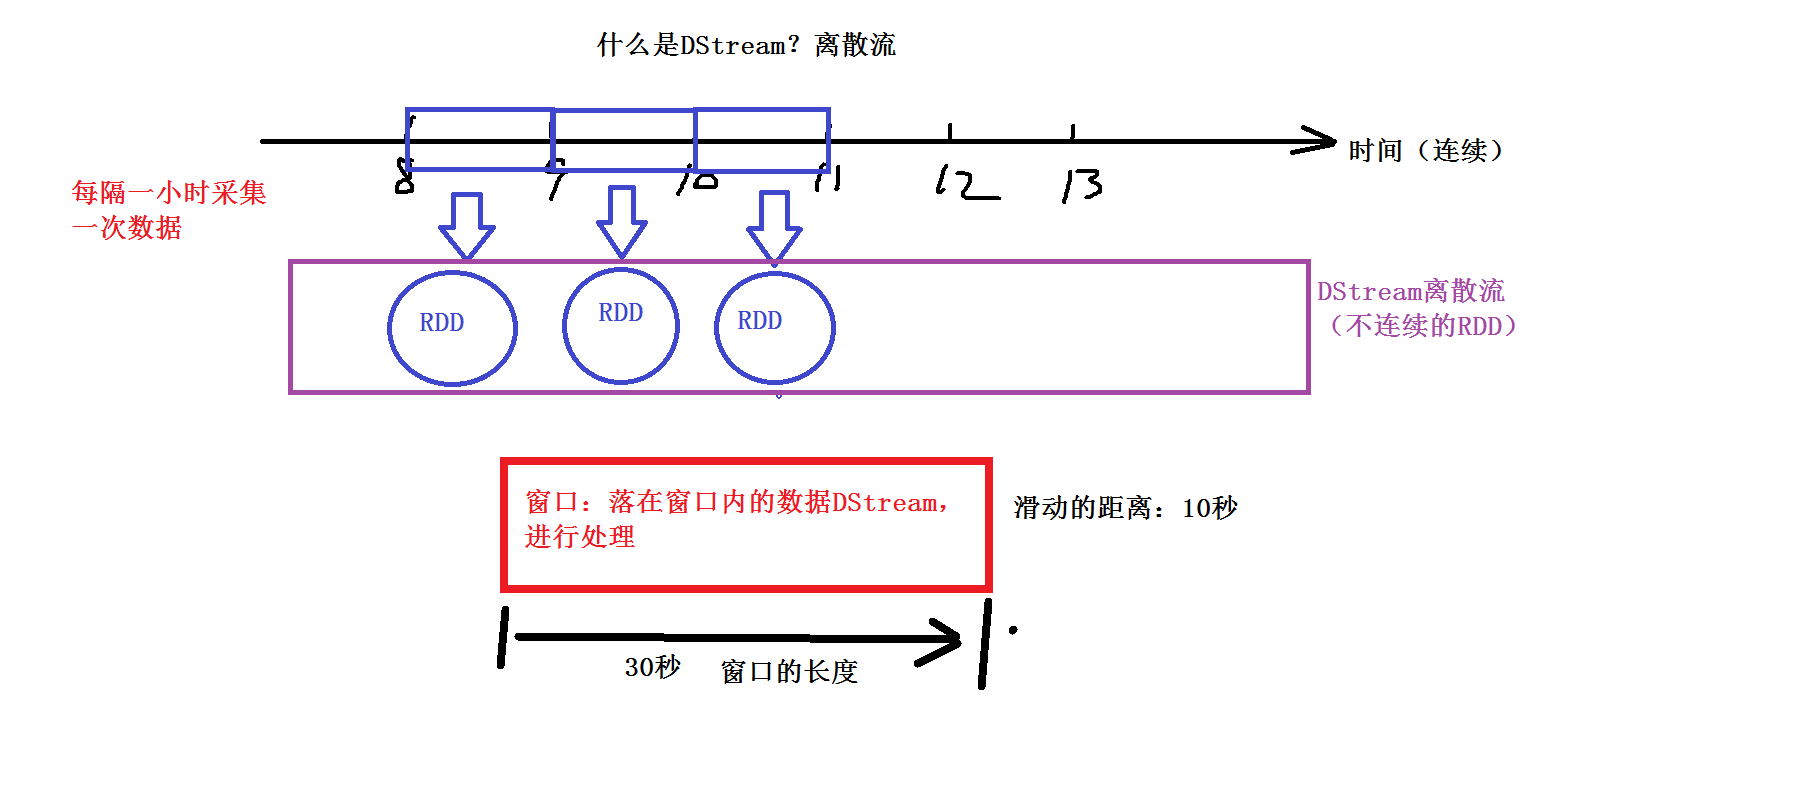 什么是DStream? 离散流
时间（连续）
8 9 10 11 12 13
每隔一小时采集
一次数据
RDD RDD RDD
DStream离散流
（不连续的RDD）
窗口: 落在窗口内的数据DStream,
进行处理
滑动的距离: 10秒
30秒 窗口的长度